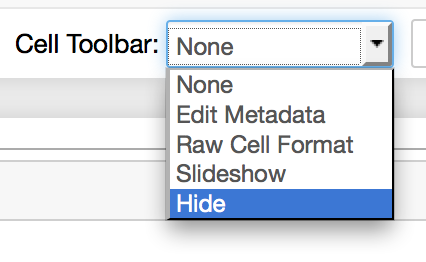 Cell Toolbar: None
None
Edit Metadata
Raw Cell Format
Slideshow
Hide